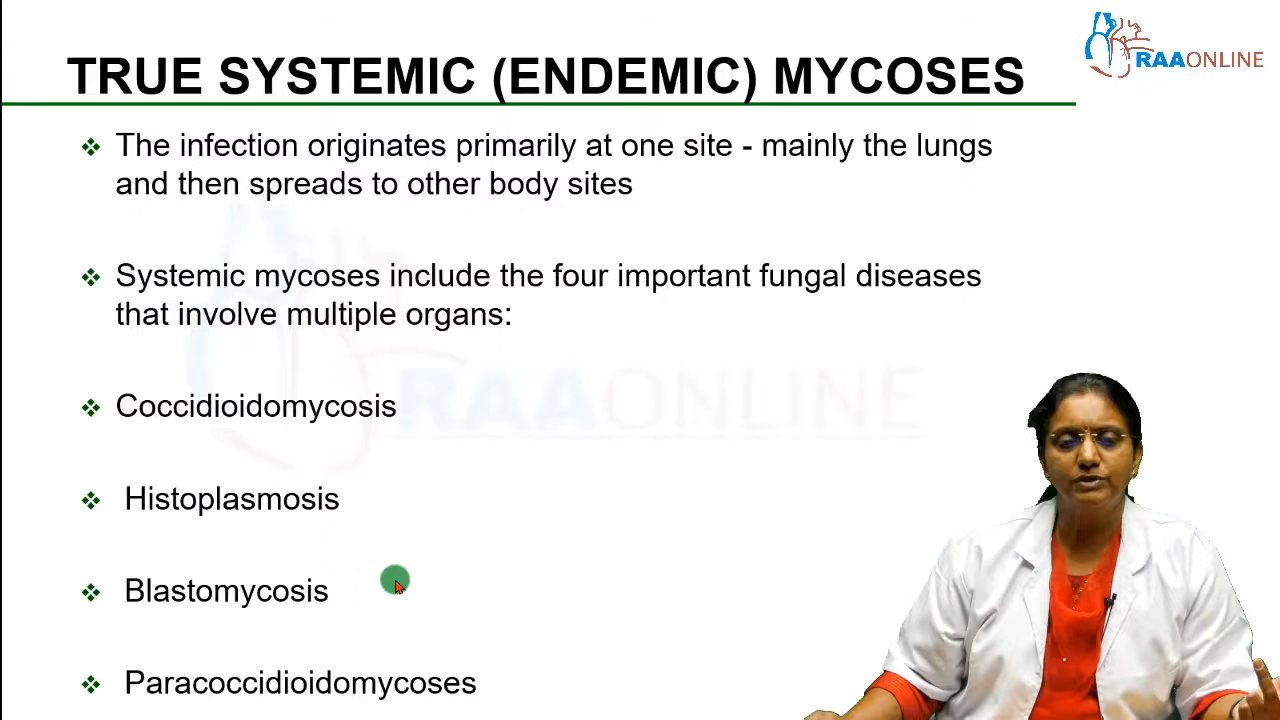 RAAONLINE
TRUE SYSTEMIC (ENDEMIC) MYCOSES
The infection originates primarily at one site - mainly the lungs
and then spreads to other body sites
Systemic mycoses include the four important fungal diseases
that involve multiple organs:
RAAONLINE
Coccidioidomycosis
Histoplasmosis
Blastomycosis
Paracoccidioidomycoses